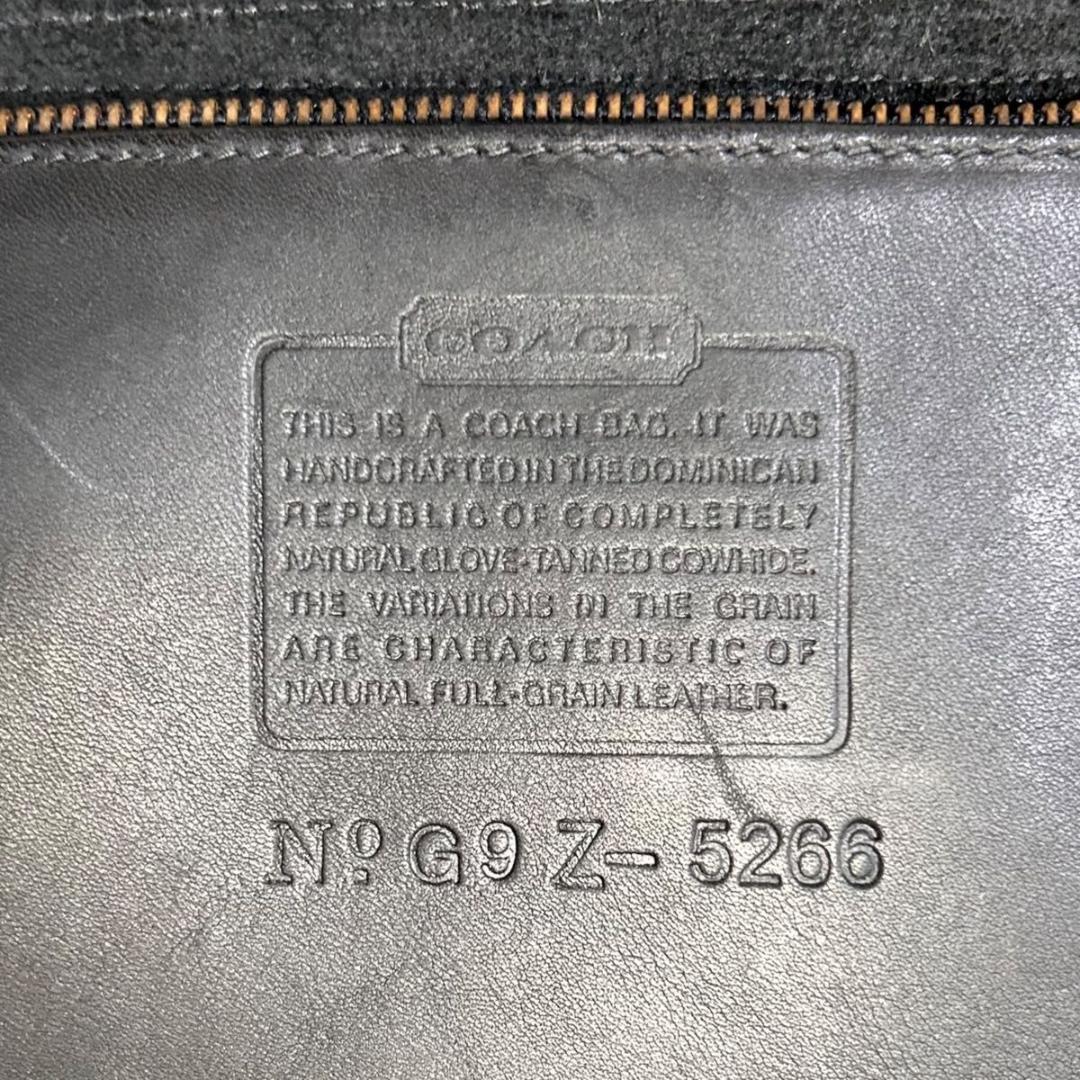 COACH
THIS IS A COACH BAG. IT WAS
HANDCRAFTED IN THE DOMINICAN
REPUBLIC OF COMPLETELY
NATURAL GLOVE-TANNED COWHIDE.
THE VARIATIONS IN THE GRAIN
ARE CHARACTERISTIC OF
NATURAL FULL-GRAIN LEATHER.
Nº G9Z-5266